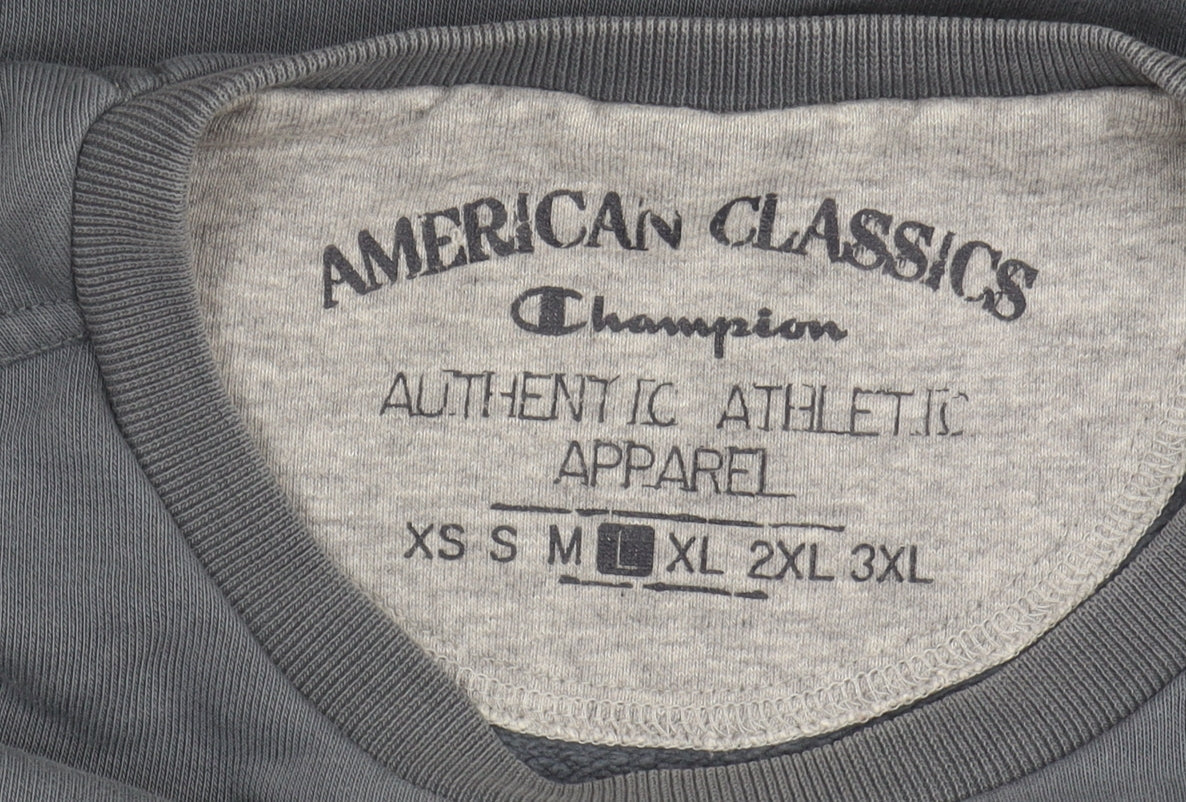 AMERICAN CLASSICS
Champion
AUTHENTIC ATHLETIC
APPAREL
XS S M L XL 2XL 3XL